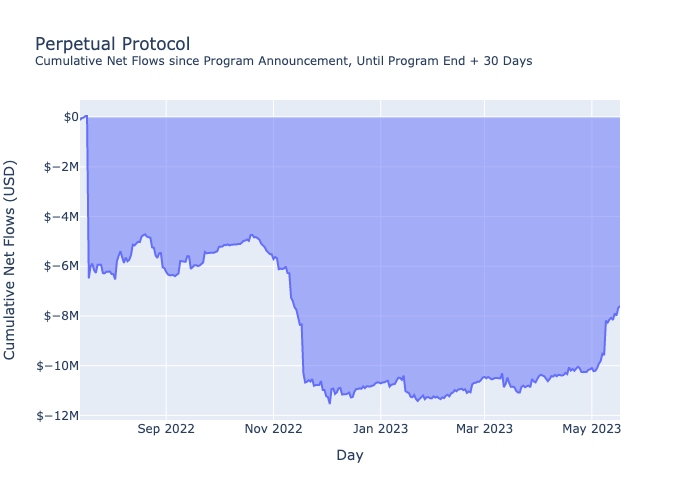 Perpetual Protocol
Cumulative Net Flows since Program Announcement, Until Program End + 30 Days
Cumulative Net Flows (USD)
$0
$−2M
$−4M
$−6M
$−8M
$−10M
$−12M
Sep 2022
Nov 2022
Jan 2023
Mar 2023
May 2023
Day